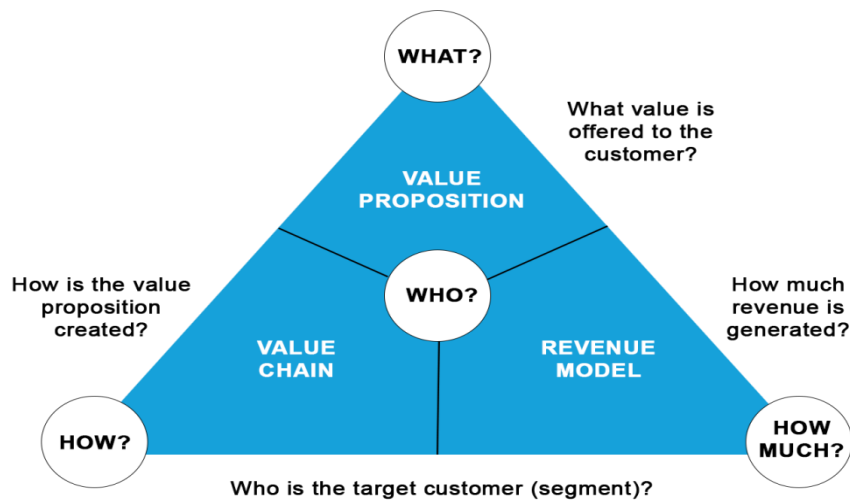 WHAT?
What value is
offered to the
customer?
VALUE
PROPOSITION
How is the value
proposition
created?
WHO?
How much
revenue is
generated?
VALUE
CHAIN
REVENUE
MODEL
HOW?
HOW
MUCH?
Who is the target customer (segment)?